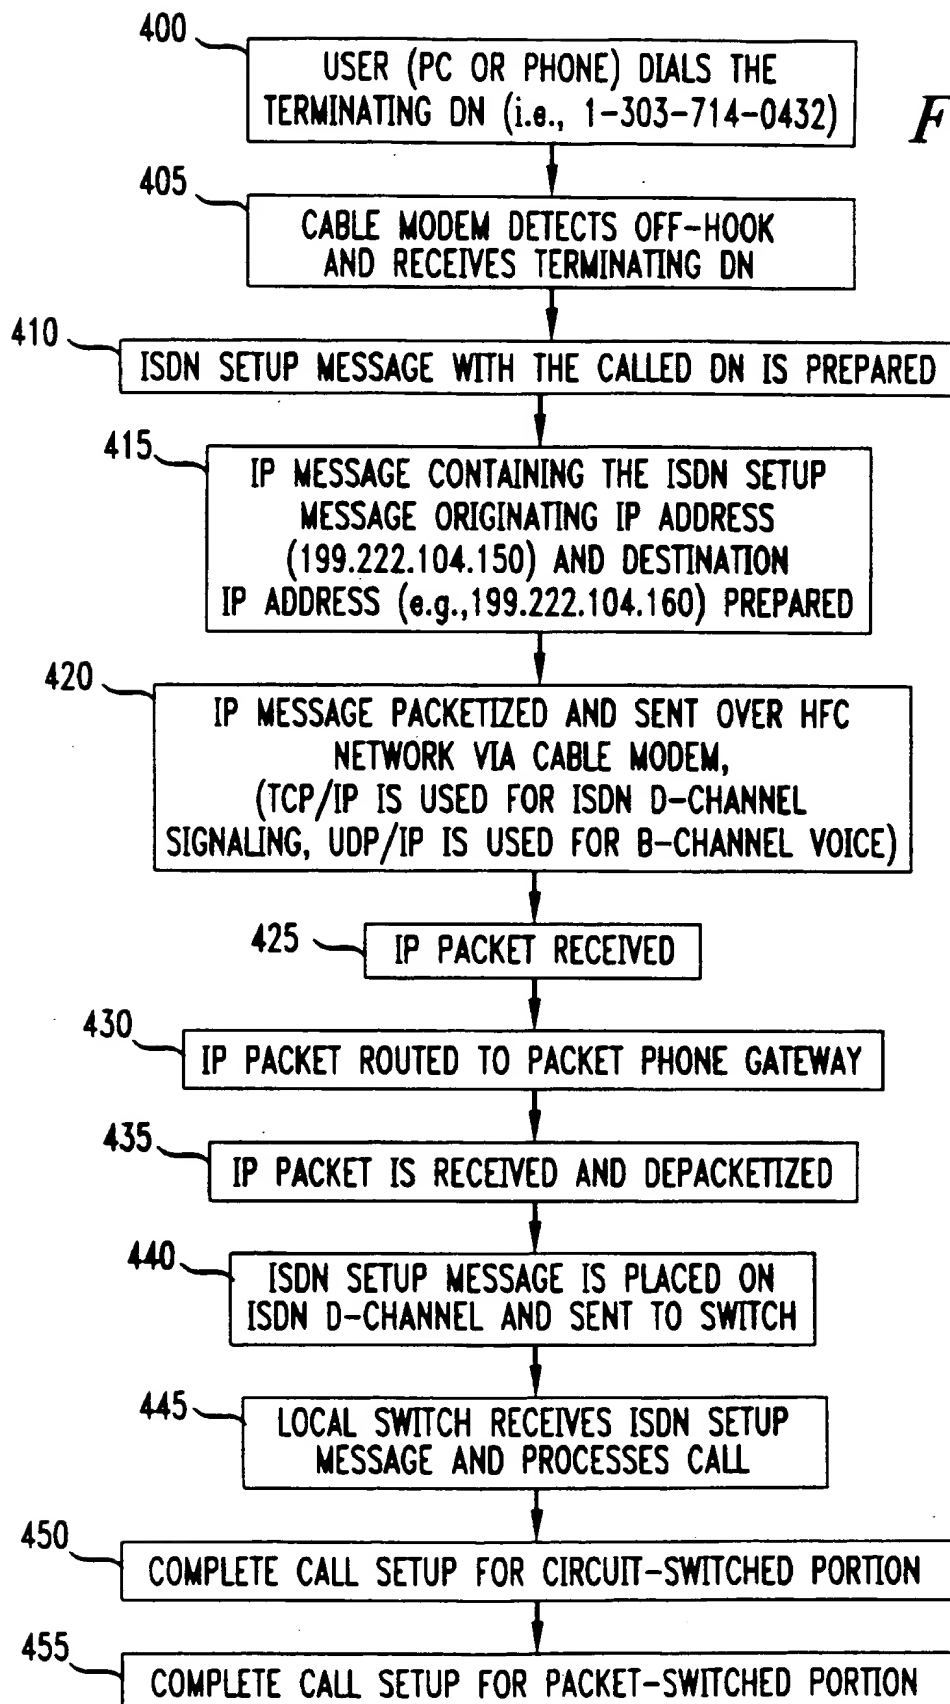 400
USER (PC OR PHONE) DIALS THE
TERMINATING DN (i.e., 1-303-714-0432)
F
405
CABLE MODEM DETECTS OFF-HOOK
AND RECEIVES TERMINATING DN
410
ISDN SETUP MESSAGE WITH THE CALLED DN IS PREPARED
415
IP MESSAGE CONTAINING THE ISDN SETUP
MESSAGE ORIGINATING IP ADDRESS
(199.222.104.150) AND DESTINATION
IP ADDRESS (e.g.,199.222.104.160) PREPARED
420
IP MESSAGE PACKETIZED AND SENT OVER HFC
NETWORK VIA CABLE MODEM,
(TCP/IP IS USED FOR ISDN D-CHANNEL
SIGNALING, UDP/IP IS USED FOR B-CHANNEL VOICE)
425
IP PACKET RECEIVED
430
IP PACKET ROUTED TO PACKET PHONE GATEWAY
435
IP PACKET IS RECEIVED AND DEPACKETIZED
440
ISDN SETUP MESSAGE IS PLACED ON
ISDN D-CHANNEL AND SENT TO SWITCH
445
LOCAL SWITCH RECEIVES ISDN SETUP
MESSAGE AND PROCESSES CALL
450
COMPLETE CALL SETUP FOR CIRCUIT-SWITCHED PORTION
455
COMPLETE CALL SETUP FOR PACKET-SWITCHED PORTION